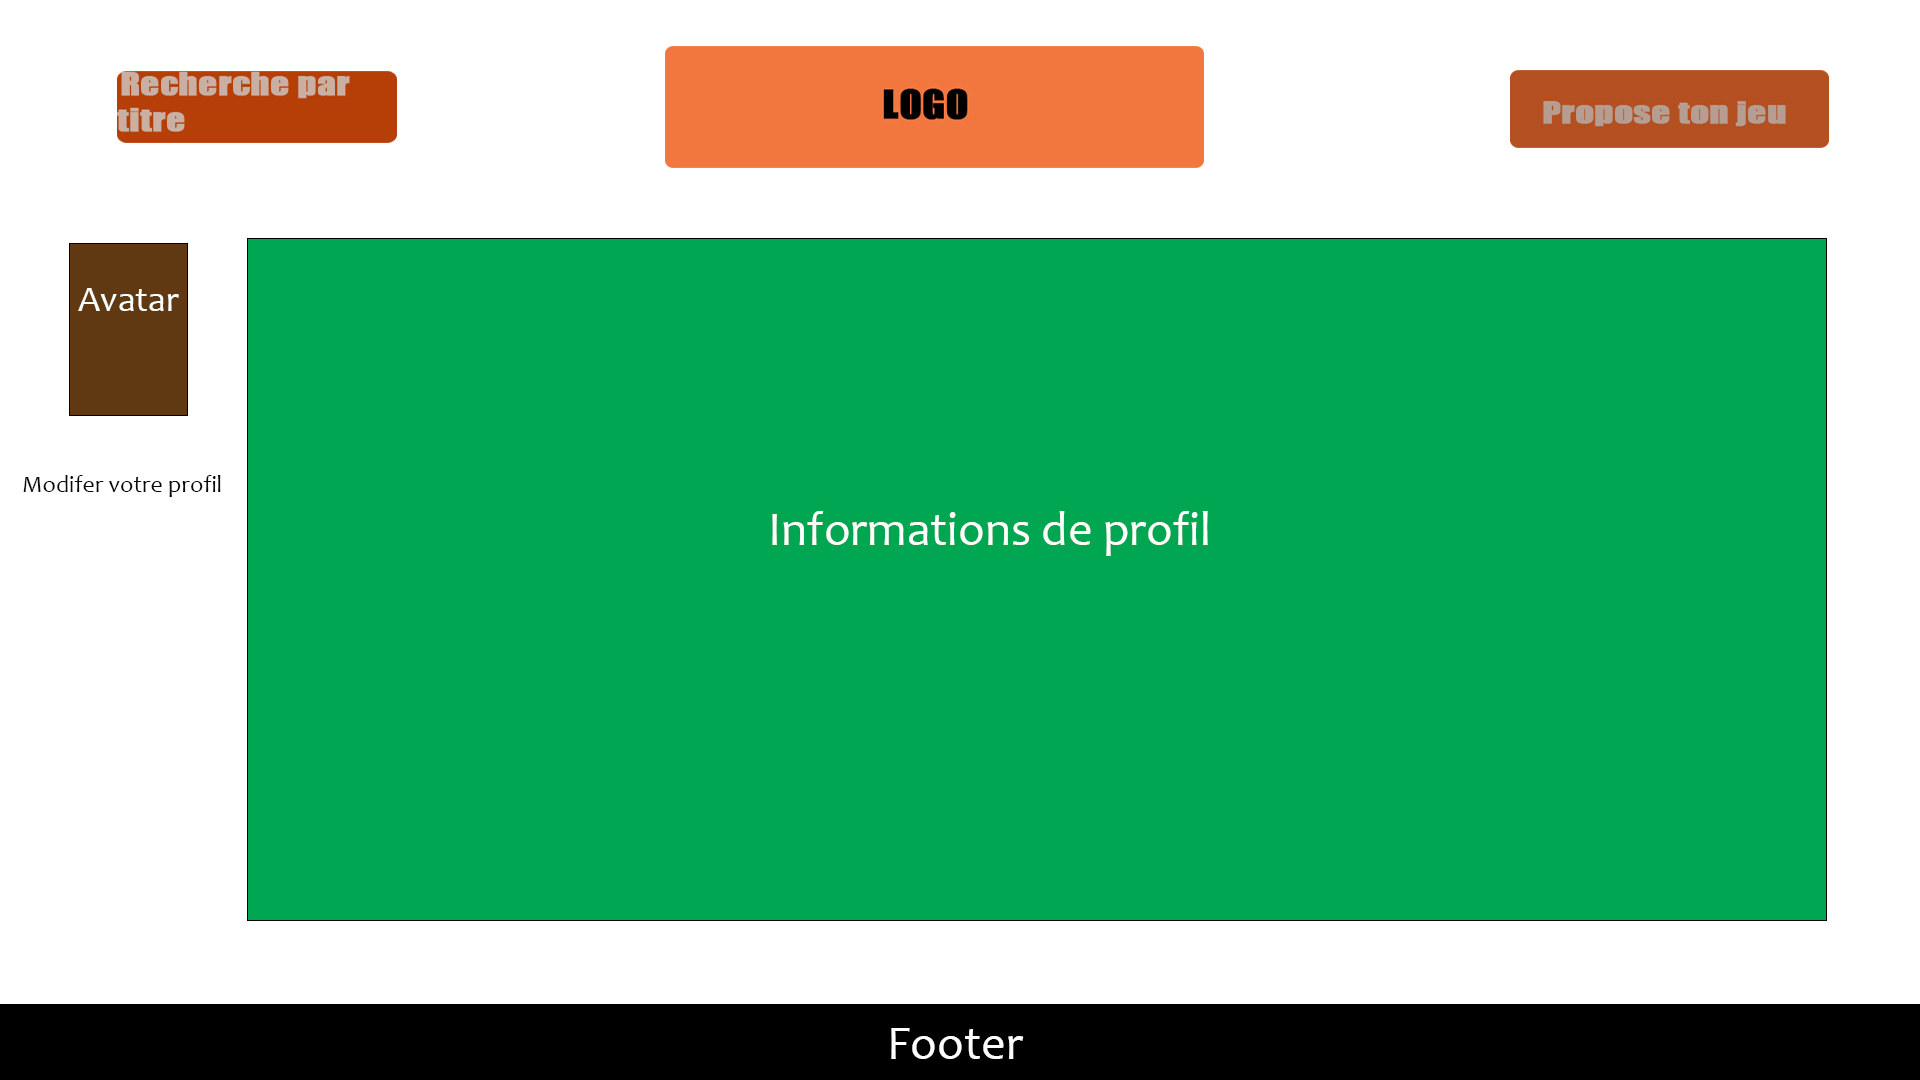 Recherche par
titre
LOGO
Propose ton jeu
Avatar
Modifer votre profil
Informations de profil
Footer